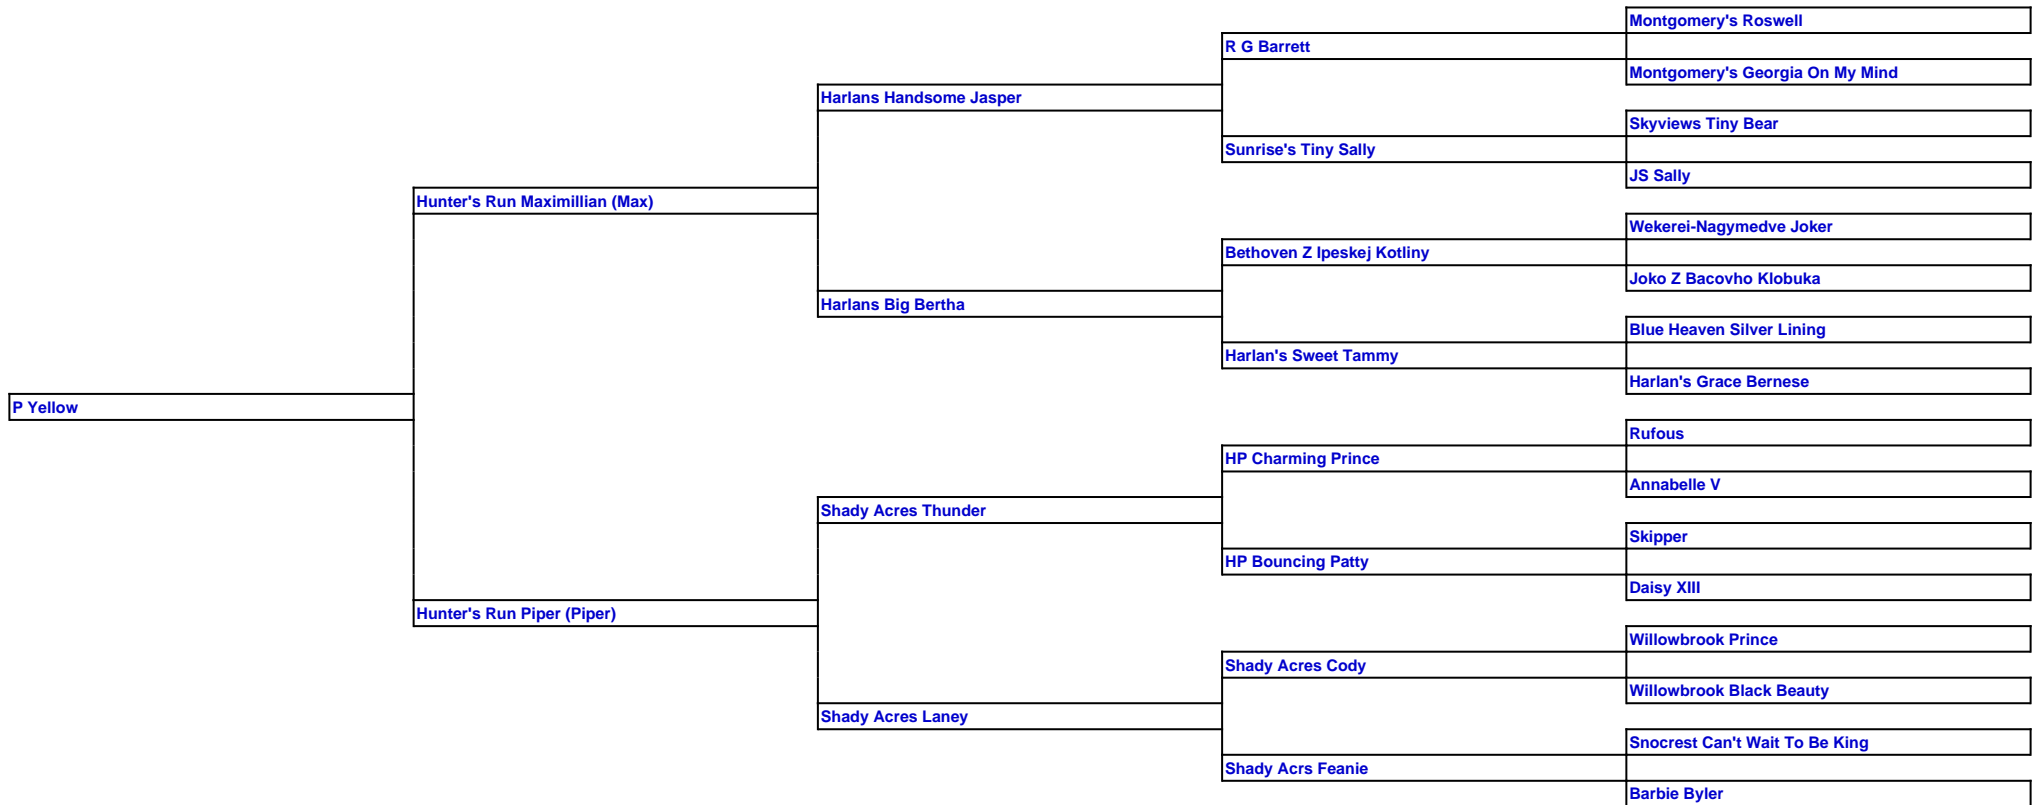 Montgomery's Roswell
R G Barrett
Montgomery's Georgia On My Mind
Harlans Handsome Jasper
Skyviews Tiny Bear
Sunrise's Tiny Sally
JS Sally
Hunter's Run Maximillian (Max)
Wekerei-Nagymedve Joker
Bethoven Z Ipeskej Kotliny
Joko Z Bacovho Klobuka
Harlans Big Bertha
Blue Heaven Silver Lining
Harlan's Sweet Tammy
Harlan's Grace Bernese
P Yellow
Rufous
HP Charming Prince
Annabelle V
Shady Acres Thunder
Skipper
HP Bouncing Patty
Daisy XIII
Hunter's Run Piper (Piper)
Willowbrook Prince
Shady Acres Cody
Willowbrook Black Beauty
Shady Acres Laney
Snocrest Can't Wait To Be King
Shady Acrs Feanie
Barbie Byler